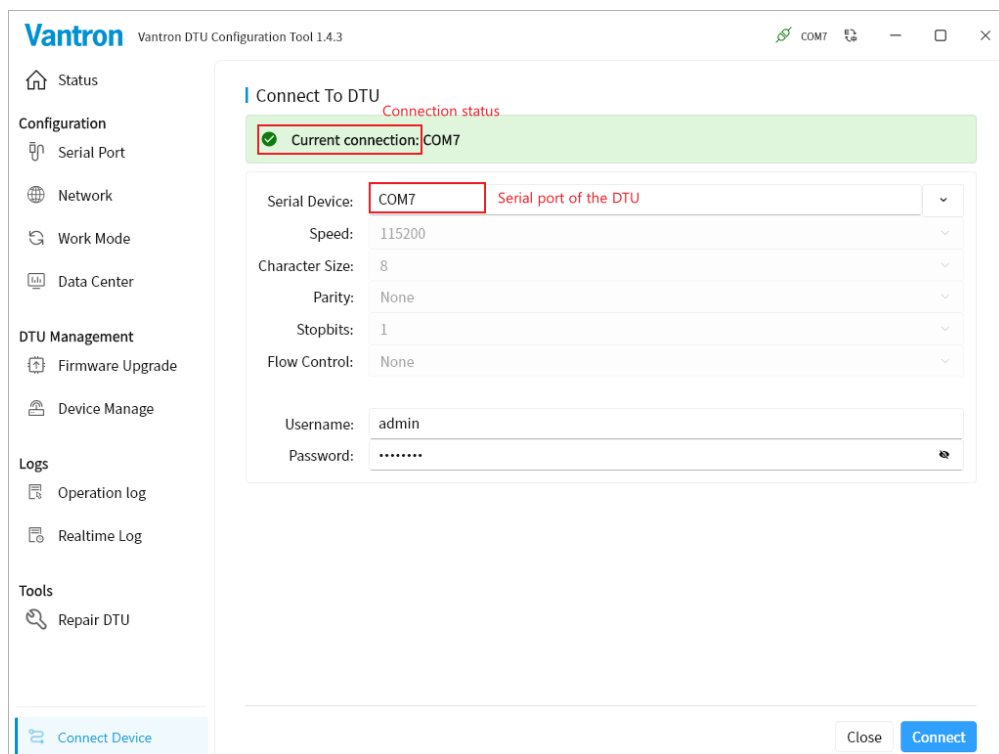 Vantron Vantron DTU Configuration Tool 1.4.3 COM7
Status
Configuration
Serial Port
Network
Work Mode
Data Center
DTU Management
Firmware Upgrade
Device Manage
Logs
Operation log
Realtime Log
Tools
Repair DTU
Connect Device
Connect To DTU
Connection status
Current connection: COM7
Serial Device: COM7 Serial port of the DTU
Speed: 115200
Character Size: 8
Parity: None
Stopbits: 1
Flow Control: None
Username: admin
Password: ••••••••
Close Connect